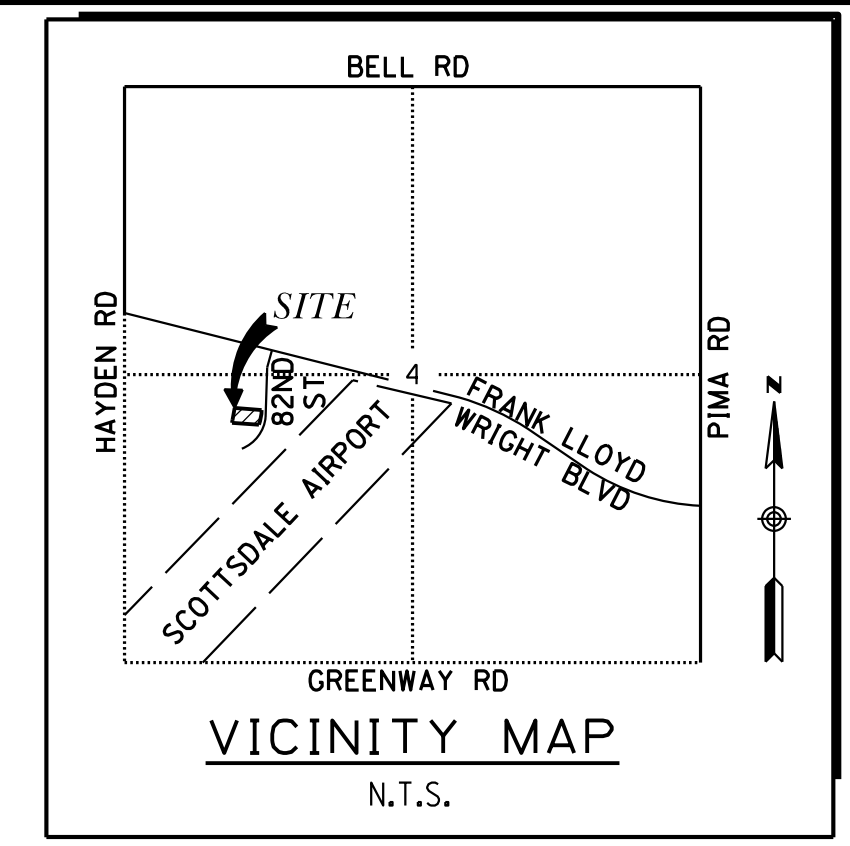 BELL RD
SITE
HAYDEN RD
82ND
ST
4
PIMA RD
N
FRANK LLOYD
WRIGHT BLVD
SCOTTSDALE AIRPORT
GREENWAY RD
VICINITY MAP
N.T.S.